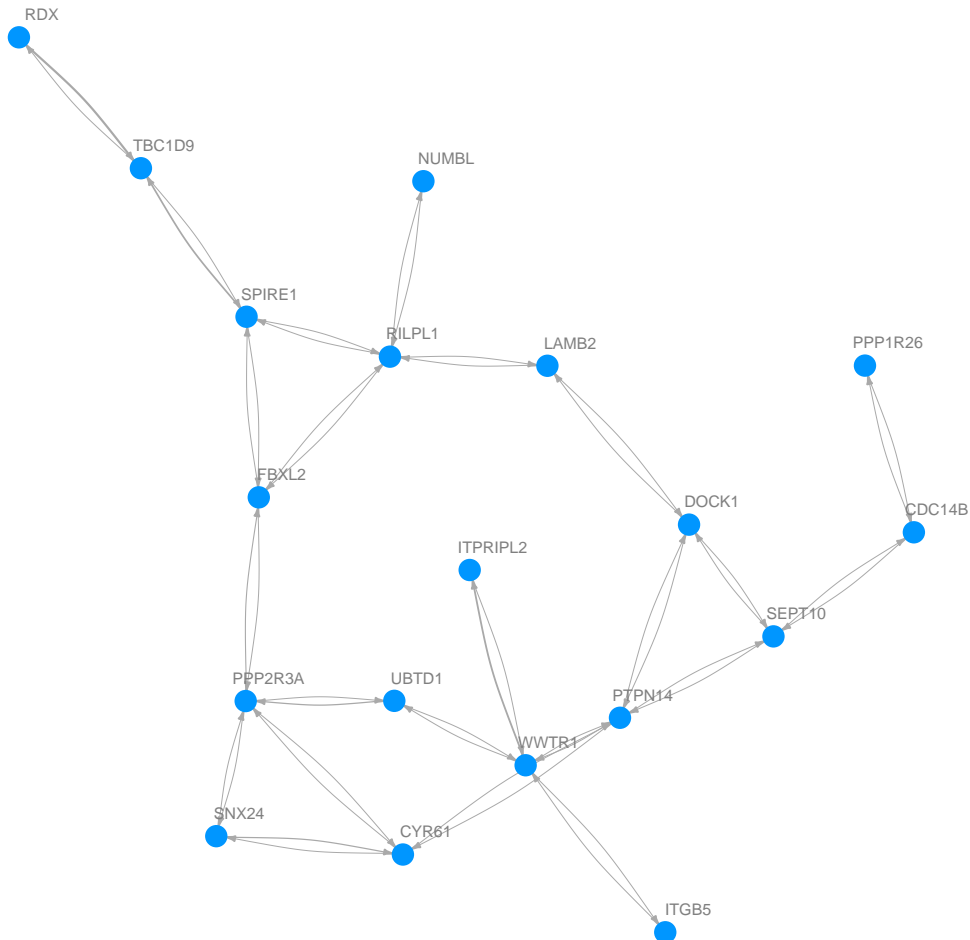 RDX
TBC1D9
NUMBL
SPIRE1
RILPL1
LAMB2
PPP1R26
FBXL2
DOCK1
CDC14B
ITPRIPL2
SEPT10
PPP2R3A
UBTD1
PTPN14
WWTR1
SNX24
CYR61
ITGB5